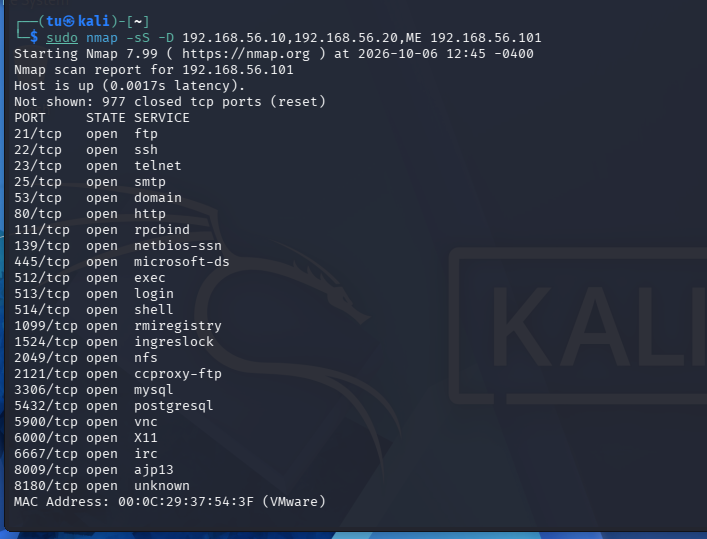 ┌──(tu㉿kali)-[~]
└─$ sudo nmap -sS -D 192.168.56.10,192.168.56.20,ME 192.168.56.101
Starting Nmap 7.99 ( https://nmap.org ) at 2026-10-06 12:45 -0400
Nmap scan report for 192.168.56.101
Host is up (0.0017s latency).
Not shown: 977 closed tcp ports (reset)
PORT     STATE SERVICE
21/tcp   open  ftp
22/tcp   open  ssh
23/tcp   open  telnet
25/tcp   open  smtp
53/tcp   open  domain
80/tcp   open  http
111/tcp  open  rpcbind
139/tcp  open  netbios-ssn
445/tcp  open  microsoft-ds
512/tcp  open  exec
513/tcp  open  login
514/tcp  open  shell
1099/tcp open  rmiregistry
1524/tcp open  ingreslock
2049/tcp open  nfs
2121/tcp open  ccproxy-ftp
3306/tcp open  mysql
5432/tcp open  postgresql
5900/tcp open  vnc
6000/tcp open  X11
6667/tcp open  irc
8009/tcp open  ajp13
8180/tcp open  unknown
MAC Address: 00:0C:29:37:54:3F (VMware)
KALI